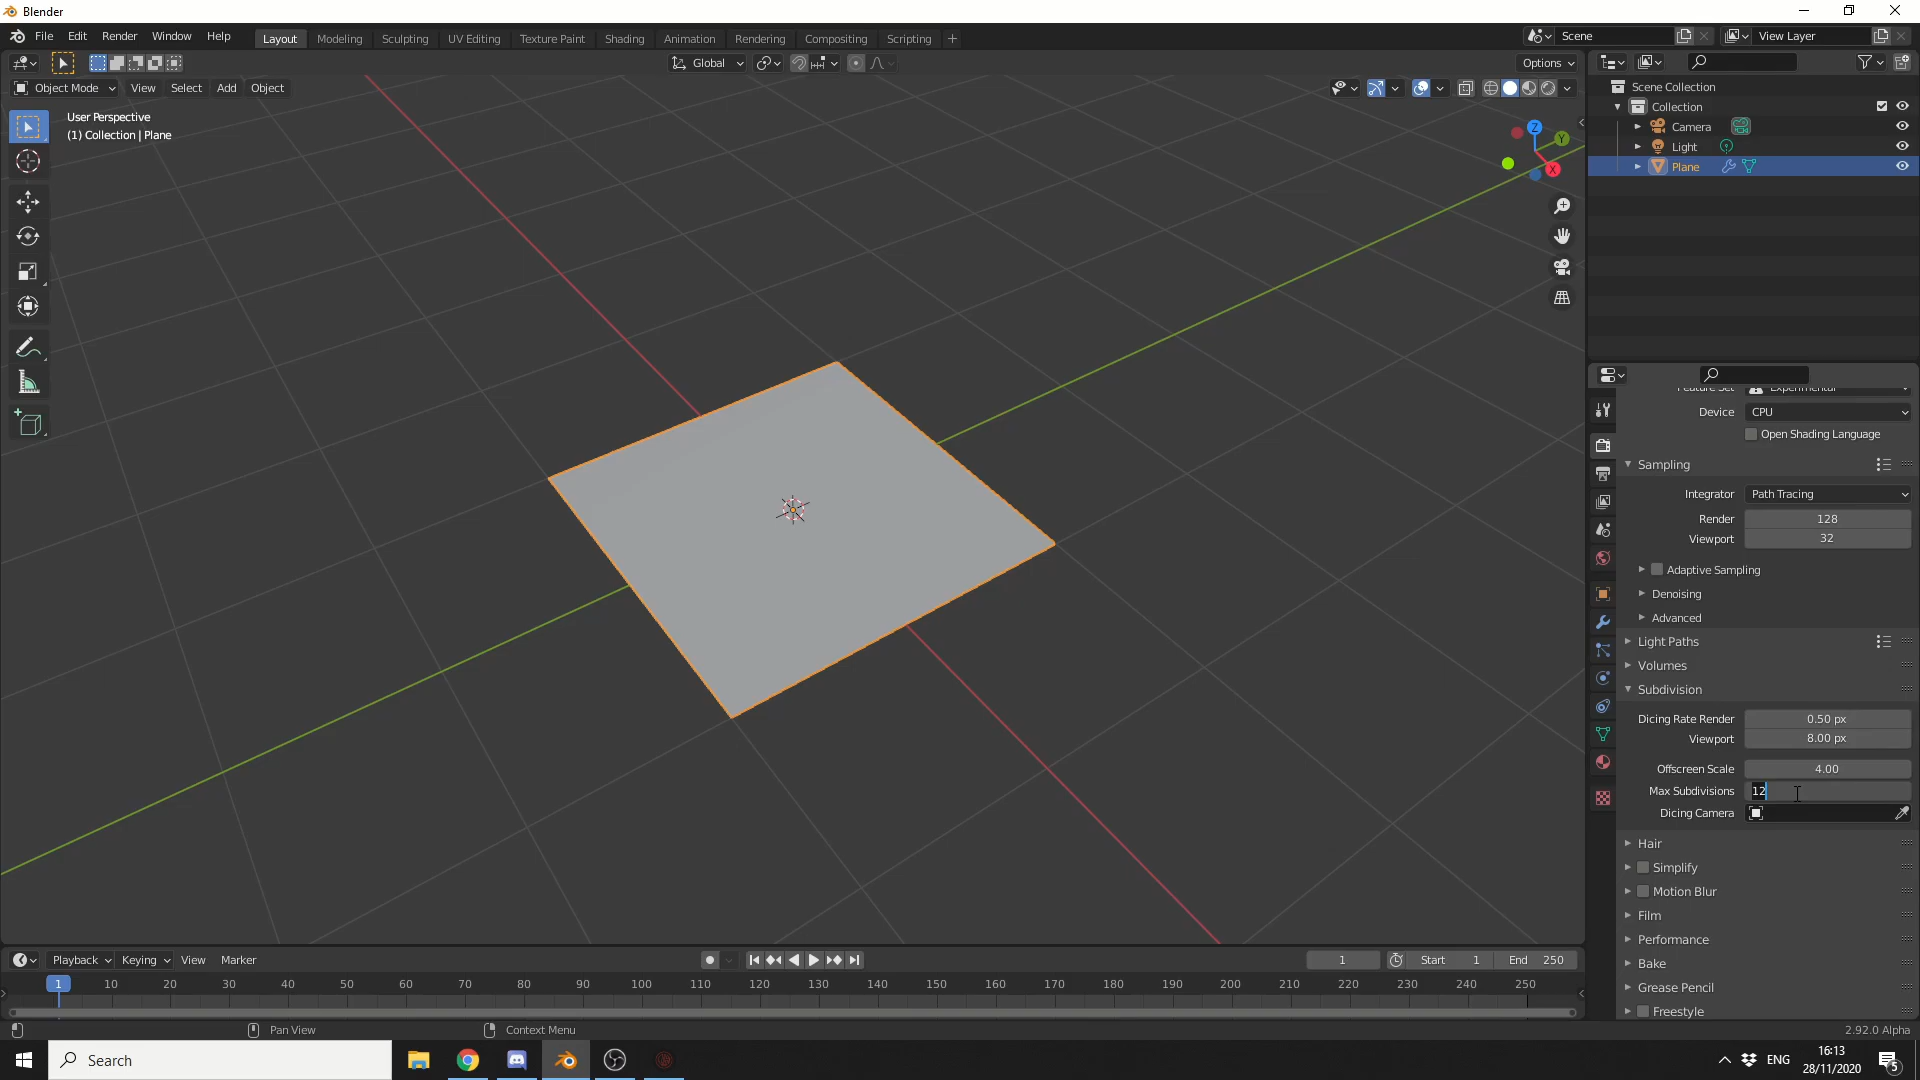 Blender
File Edit Render Window Help Layout Modeling Sculpting UV Editing Texture Paint Shading Animation Rendering Compositing Scripting Scene View Layer
Global Options
Object Mode View Select Add Object
User Perspective
(1) Collection | Plane
Z
Y
X
Scene Collection
Collection
Camera
Light
Plane
Feature Set Experimental
Device CPU
Open Shading Language
Sampling
Integrator Path Tracing
Render 128
Viewport 32
Adaptive Sampling
Denoising
Advanced
Light Paths
Volumes
Subdivision
Dicing Rate Render 0.50 px
Viewport 8.00 px
Offscreen Scale 4.00
Max Subdivisions 12
Dicing Camera
Hair
Simplify
Motion Blur
Film
Performance
Bake
Grease Pencil
Freestyle
Playback Keying View Marker 1 Start 1 End 250
1 10 20 30 40 50 60 70 80 90 100 110 120 130 140 150 160 170 180 190 200 210 220 230 240 250
Pan View Context Menu 2.92.0 Alpha
Search ENG 16:13
28/11/2020 5